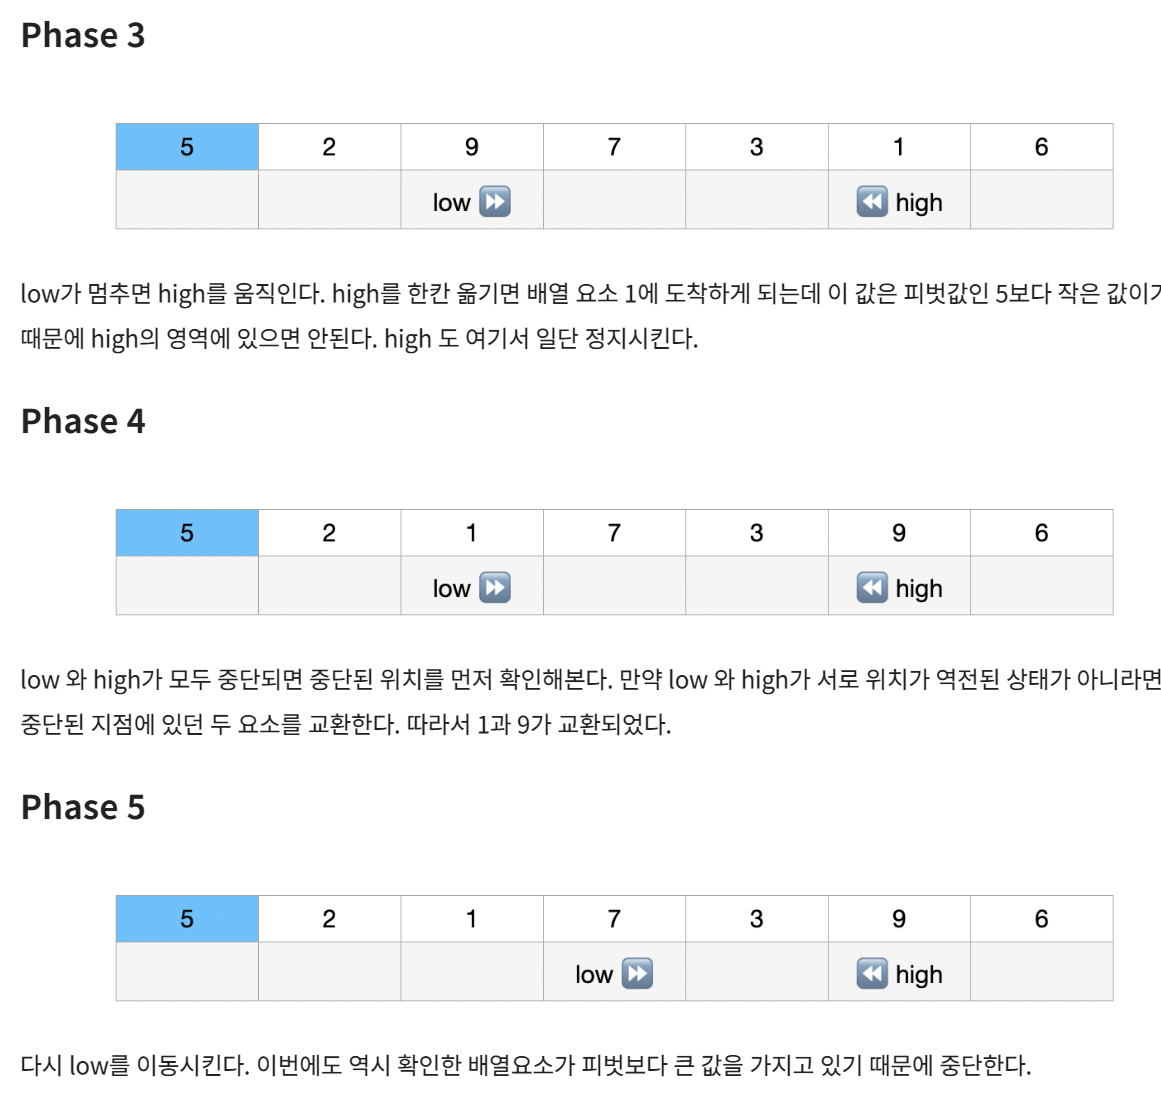 Phase 3
5 2 9 7 3 1 6
low ⏩ ⏪ high
low가 멈추면 high를 움직인다. high를 한칸 옮기면 배열 요소 1에 도착하게 되는데 이 값은 피벗값인 5보다 작은 값이기
때문에 high의 영역에 있으면 안된다. high 도 여기서 일단 정지시킨다.
Phase 4
5 2 1 7 3 9 6
low ⏩ ⏪ high
low 와 high가 모두 중단되면 중단된 위치를 먼저 확인해본다. 만약 low 와 high가 서로 위치가 역전된 상태가 아니라면
중단된 지점에 있던 두 요소를 교환한다. 따라서 1과 9가 교환되었다.
Phase 5
5 2 1 7 3 9 6
low ⏩ ⏪ high
다시 low를 이동시킨다. 이번에도 역시 확인한 배열요소가 피벗보다 큰 값을 가지고 있기 때문에 중단한다.